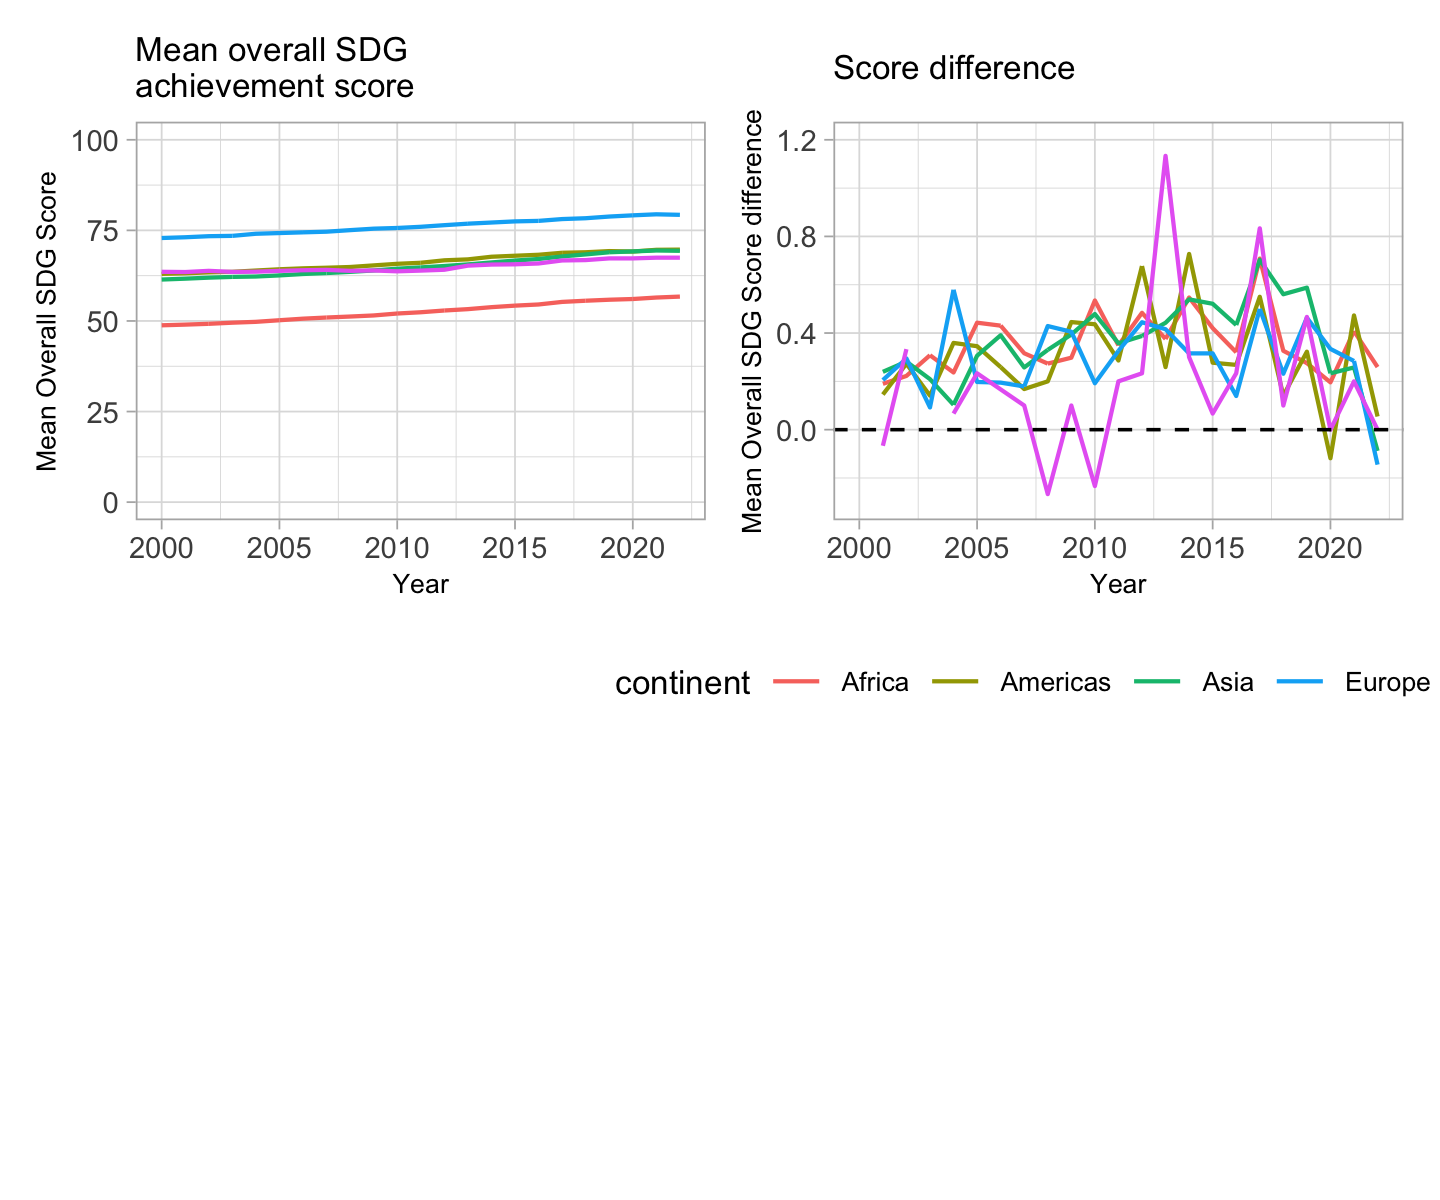 Mean overall SDG
achievement score
Mean Overall SDG Score
100
75
50
25
0
2000 2005 2010 2015 2020
Year
Score difference
Mean Overall SDG Score difference
1.2
0.8
0.4
0.0
2000 2005 2010 2015 2020
Year
continent Africa Americas Asia Europe